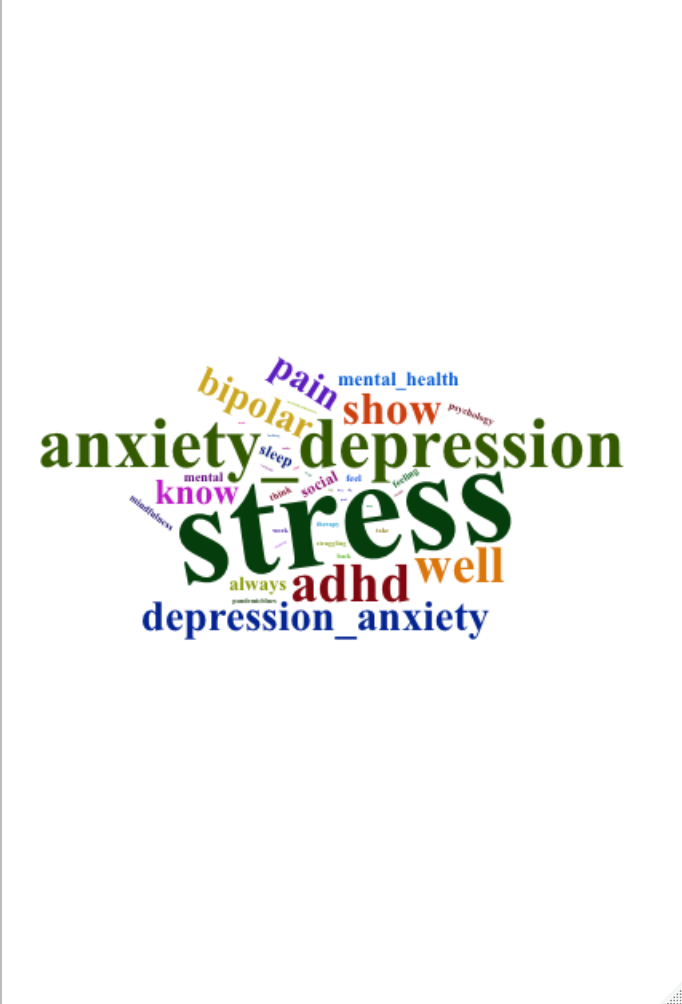 pain
mental_health
bipolar
show
psychology
anxiety_depression
sleep
mental
feel
feeling
know
think
social
mindfulness
stress
therapy
work
take
struggling
back
well
always
adhd
pandemicblues
depression_anxiety